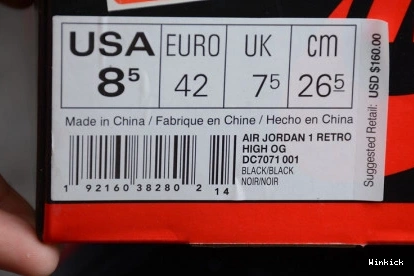 USA EURO UK cm
8⁵ 42 7⁵ 26⁵
Made in China / Fabrique en Chine / Hecho en China
AIR JORDAN 1 RETRO
HIGH OG
DC7071 001
BLACK/BLACK
NOIR/NOIR
1 92160 38280 2 14
Suggested Retail: USD $160.00
Winkick